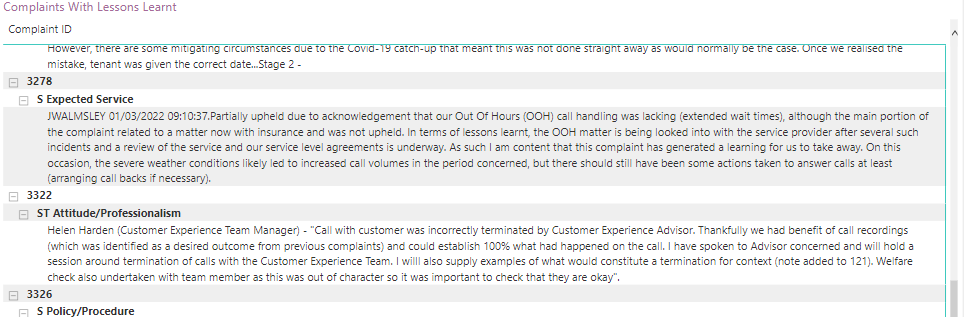 Complaints With Lessons Learnt
Complaint ID
However, there are some mitigating circumstances due to the Covid-19 catch-up that meant this was not done straight away as would normally be the case. Once we realised the
mistake, tenant was given the correct date...Stage 2 -
3278
S Expected Service
JWALMSLEY 01/03/2022 09:10:37.Partially upheld due to acknowledgement that our Out Of Hours (OOH) call handling was lacking (extended wait times), although the main portion of
the complaint related to a matter now with insurance and was not upheld. In terms of lessons learnt, the OOH matter is being looked into with the service provider after several such
incidents and a review of the service and our service level agreements is underway. As such I am content that this complaint has generated a learning for us to take away. On this
occasion, the severe weather conditions likely led to increased call volumes in the period concerned, but there should still have been some actions taken to answer calls at least
(arranging call backs if necessary).
3322
ST Attitude/Professionalism
Helen Harden (Customer Experience Team Manager) - "Call with customer was incorrectly terminated by Customer Experience Advisor. Thankfully we had benefit of call recordings
(which was identified as a desired outcome from previous complaints) and could establish 100% what had happened on the call. I have spoken to Advisor concerned and will hold a
session around termination of calls with the Customer Experience Team. I willl also supply examples of what would constitute a termination for context (note added to 121). Welfare
check also undertaken with team member as this was out of character so it was important to check that they are okay".
3326
S Policy/Procedure